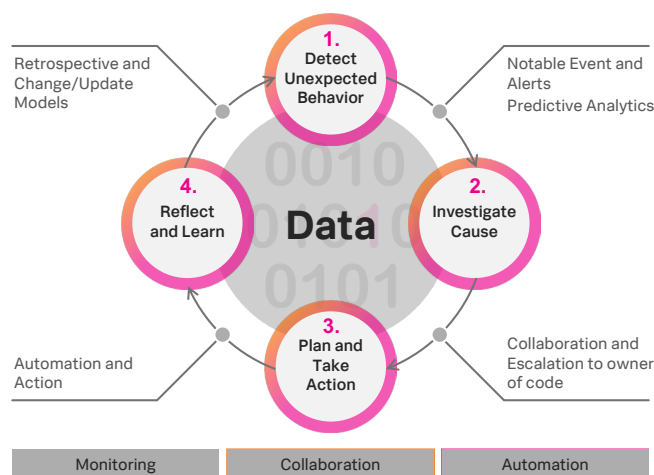 1.
Detect
Unexpected
Behavior
Retrospective and
Change/Update
Models
Notable Event and
Alerts
Predictive Analytics
0010
01010
0101
Data
4.
Reflect
and Learn
2.
Investigate
Cause
3.
Plan and
Take
Action
Automation and
Action
Collaboration and
Escalation to owner
of code
Monitoring
Collaboration
Automation